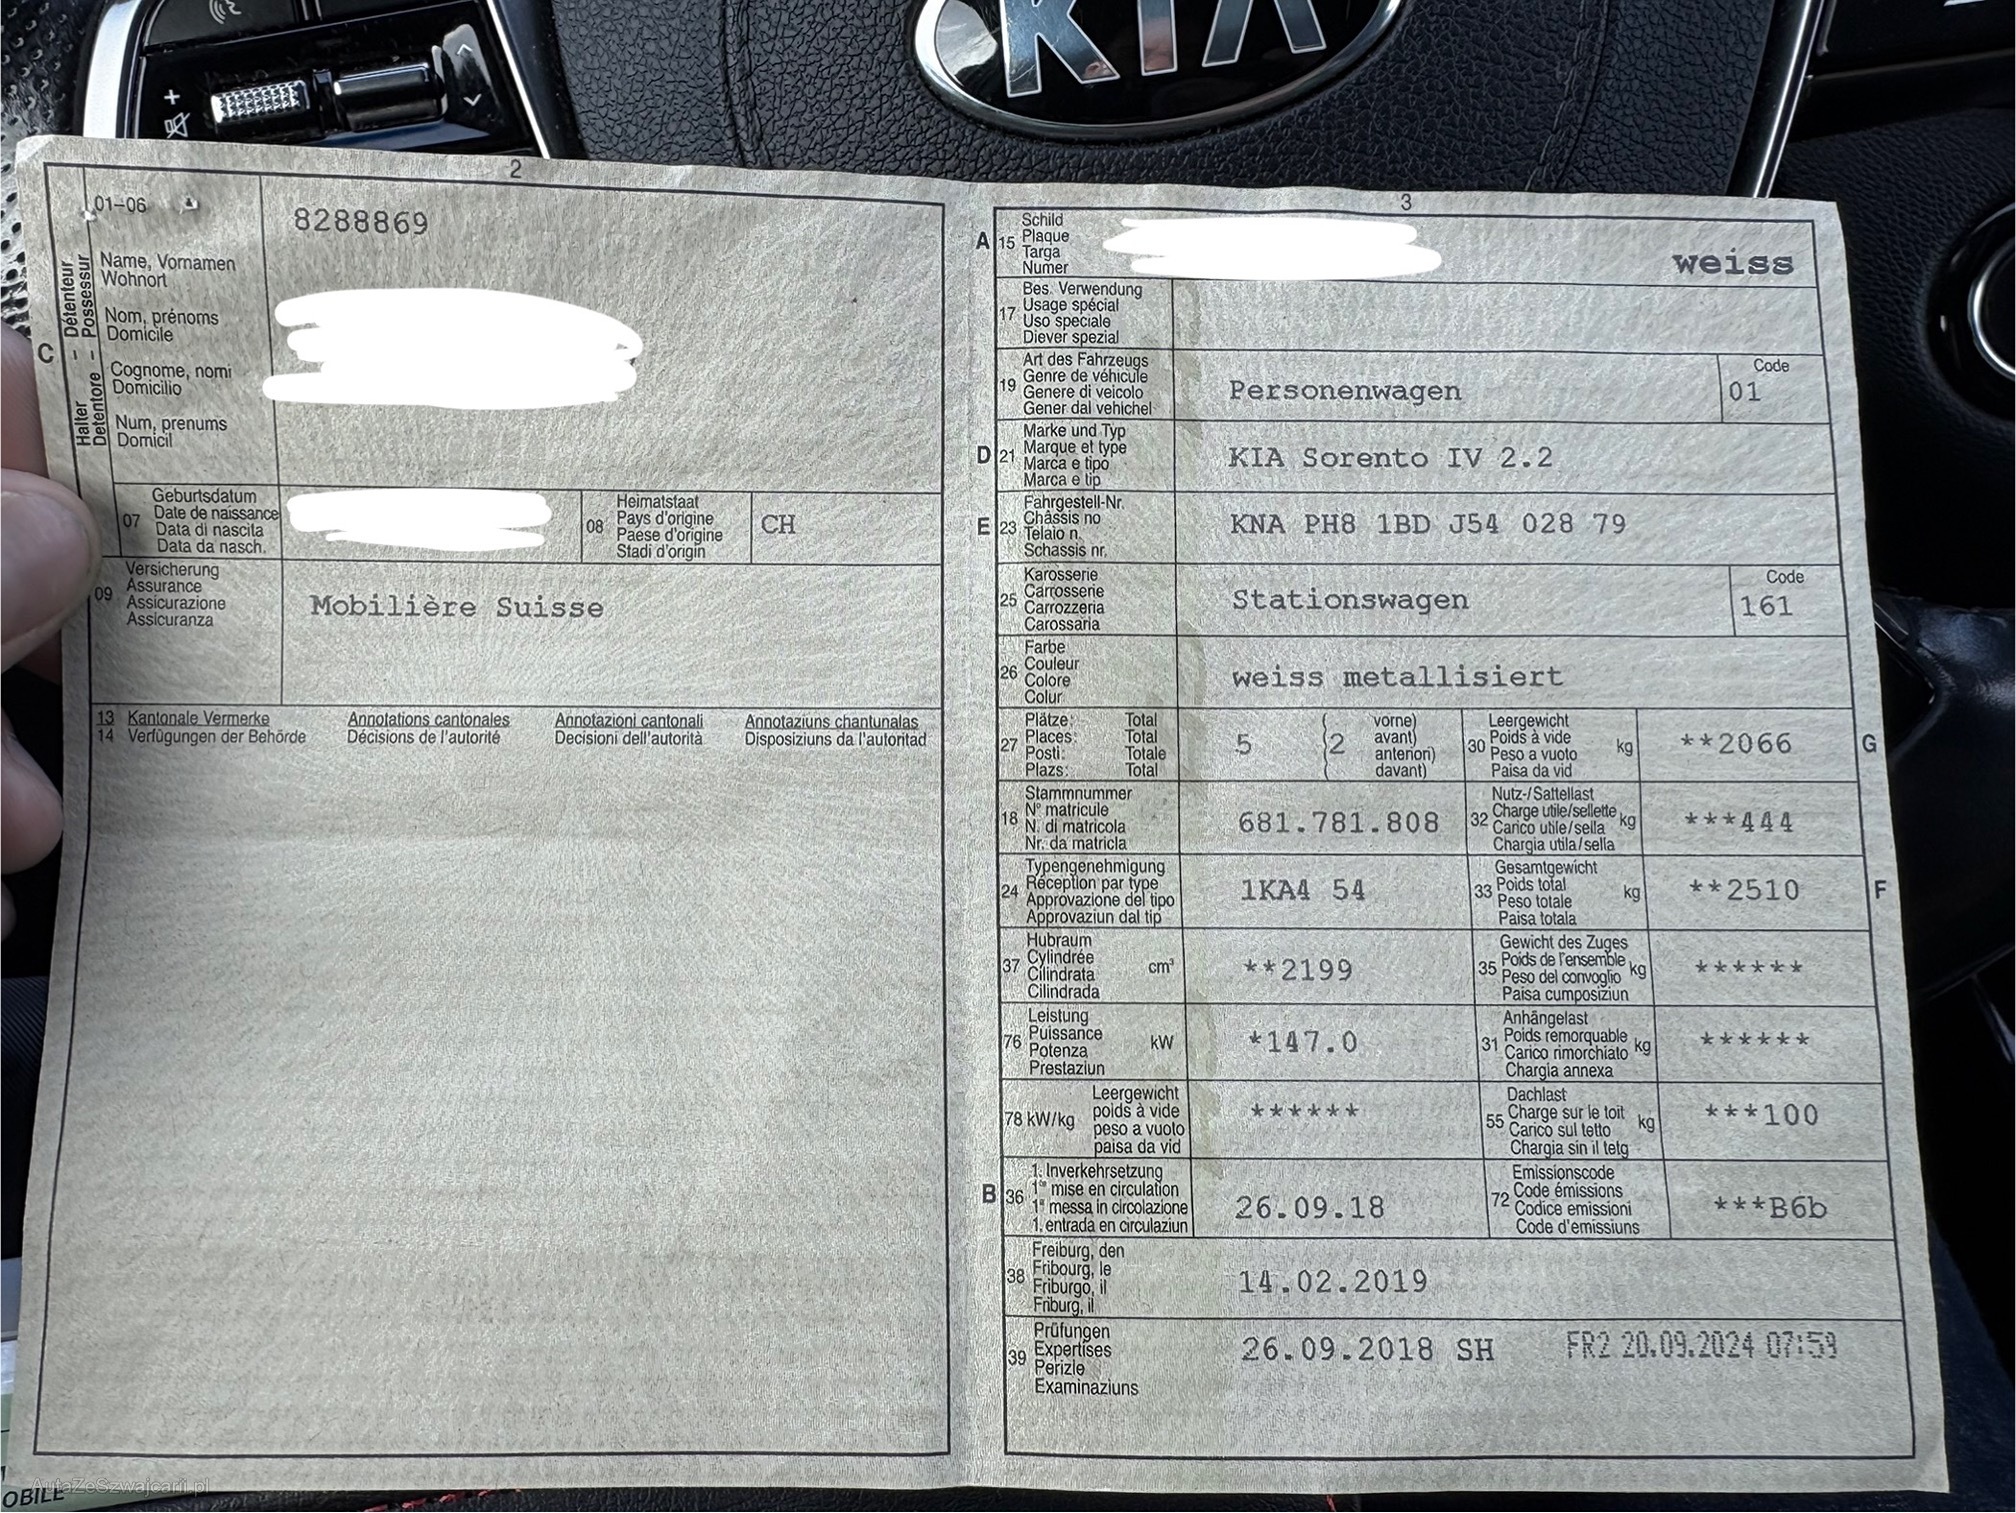 KIA
2
01-06
8288869
Halter - Détenteur
Detentore - Possessur
C
Name, Vornamen
Wohnort
Nom, prénoms
Domicile
Cognome, nomi
Domicilio
Num, prenums
Domicil
07
Geburtsdatum
Date de naissance
Data di nascita
Data da nasch.
08
Heimatstaat
Pays d'origine
Paese d'origine
Stadi d'origin
CH
09
Versicherung
Assurance
Assicurazione
Assicuranza
Mobilière Suisse
13 Kantonale Vermerke Annotations cantonales Annotazioni cantonali Annotaziuns chantunalas
14 Verfügungen der Behörde Décisions de l'autorité Decisioni dell'autorità Disposiziuns da l'autoritad
3
A
15
Schild
Plaque
Targa
Numer
weiss
17
Bes. Verwendung
Usage spécial
Uso speciale
Diever spezial
19
Art des Fahrzeugs
Genre de véhicule
Genere di veicolo
Gener dal vehichel
Personenwagen
Code
01
D
21
Marke und Typ
Marque et type
Marca e tipo
Marca e tip
KIA Sorento IV 2.2
E
23
Fahrgestell-Nr.
Châssis no
Telaio n.
Schassis nr.
KNA PH8 1BD J54 028 79
25
Karosserie
Carrosserie
Carrozzeria
Carossaria
Stationswagen
Code
161
26
Farbe
Couleur
Colore
Colur
weiss metallisiert
27
Plätze: Total
Places: Total
Posti: Totale
Plazs: Total
5
(2
vorne)
avant)
anteriori)
davant)
30
Leergewicht
Poids à vide
Peso a vuoto
Paisa da vid
kg
**2066
G
18
Stammnummer
N° matricule
N. di matricola
Nr. da matricla
681.781.808
32
Nutz-/Sattellast
Charge utile/sellette
Carico utile/sella
Chargia utila/sella
kg
***444
24
Typengenehmigung
Réception par type
Approvazione del tipo
Approvaziun dal tip
1KA4 54
33
Gesamtgewicht
Poids total
Peso totale
Paisa totala
kg
**2510
F
37
Hubraum
Cylindrée
Cilindrata
Cilindrada
cm³
**2199
35
Gewicht des Zuges
Poids de l'ensemble
Peso del convoglio
Paisa cumposiziun
kg
******
76
Leistung
Puissance
Potenza
Prestaziun
kW
*147.0
31
Anhängelast
Poids remorquable
Carico rimorchiato
Chargia annexa
kg
******
78 kW/kg
Leergewicht
poids à vide
peso a vuoto
paisa da vid
******
55
Dachlast
Charge sur le toit
Carico sul tetto
Chargia sin il tetg
kg
***100
B
36
1. Inverkehrsetzung
1re mise en circulation
1a messa in circolazione
1. entrada en circulaziun
26.09.18
72
Emissionscode
Code émissions
Codice emissioni
Code d'emissiuns
***B6b
38
Freiburg, den
Fribourg, le
Friburgo, il
Friburg, il
14.02.2019
39
Prüfungen
Expertises
Perizie
Examinaziuns
26.09.2018 SH
FR2 20.09.2024 07:59
AutaZeSzwajcarii.pl
OBILE